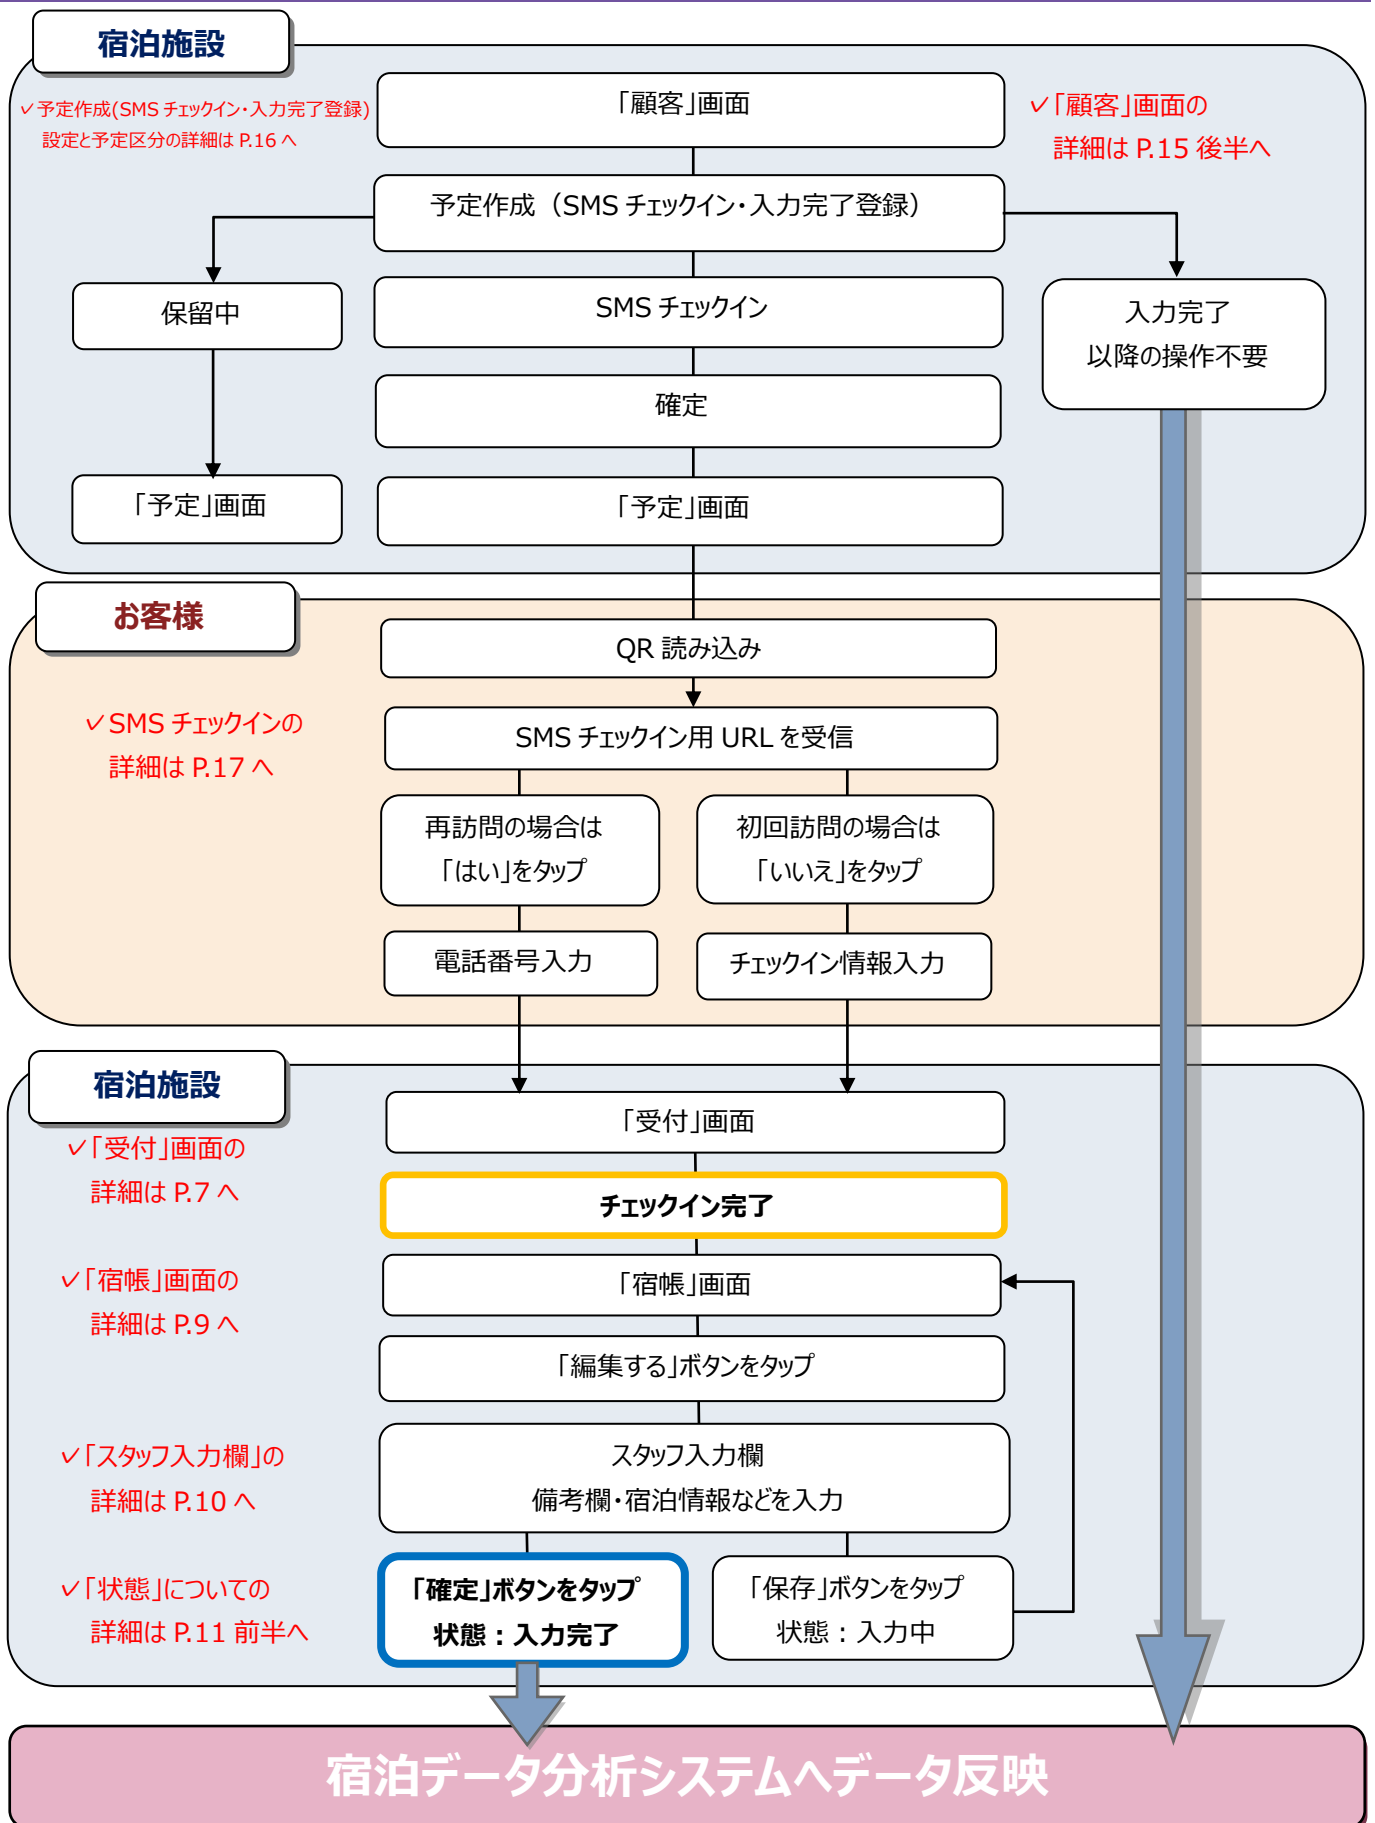 宿泊施設
✓予定作成(SMS チェックイン・入力完了登録)
設定と予定区分の詳細は P.16 へ
「顧客」画面
✓「顧客」画面の
詳細は P.15 後半へ
予定作成（SMS チェックイン・入力完了登録）
保留中
SMS チェックイン
入力完了
以降の操作不要
確定
「予定」画面
「予定」画面
お客様
QR 読み込み
✓SMS チェックインの
詳細は P.17 へ
SMS チェックイン用 URL を受信
再訪問の場合は
「はい」をタップ
初回訪問の場合は
「いいえ」をタップ
電話番号入力
チェックイン情報入力
宿泊施設
「受付」画面
✓「受付」画面の
詳細は P.7 へ
チェックイン完了
✓「宿帳」画面の
詳細は P.9 へ
「宿帳」画面
「編集する」ボタンをタップ
✓「スタッフ入力欄」の
詳細は P.10 へ
スタッフ入力欄
備考欄・宿泊情報などを入力
✓「状態」についての
詳細は P.11 前半へ
「確定」ボタンをタップ
状態：入力完了
「保存」ボタンをタップ
状態：入力中
宿泊データ分析システムへデータ反映